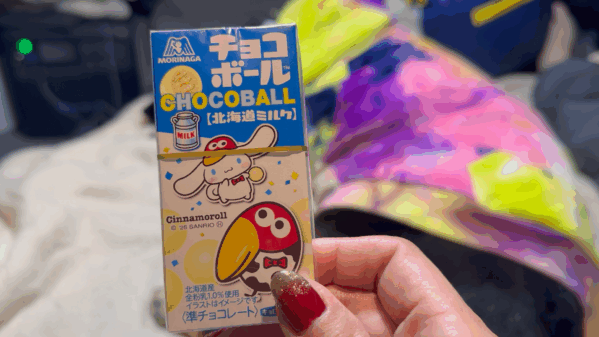 MORINAGA
チョコ
ボール
CHOCOBALL
【北海道ミルク】
MILK
Cinnamoroll
北海道産
全粉乳1.0%使用
イラストはイメージです
〈準チョコレート〉